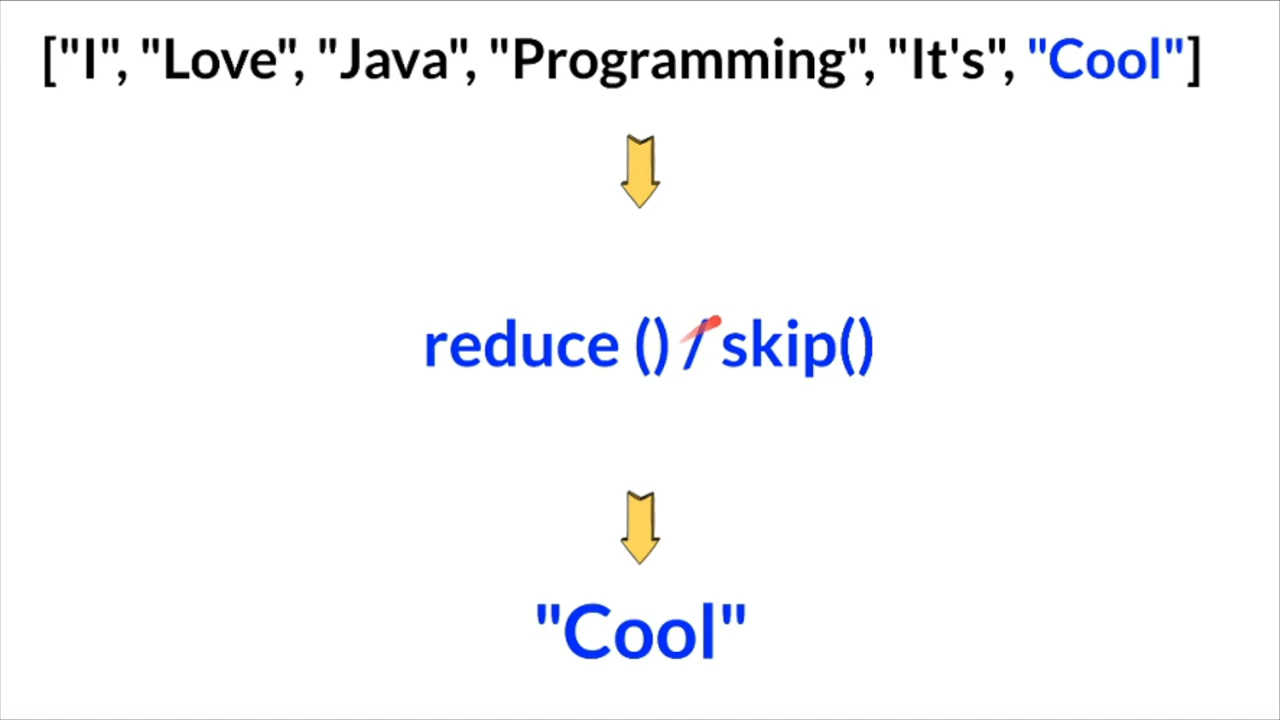 ["I", "Love", "Java", "Programming", "It's", "Cool"]
reduce () / skip()
"Cool"